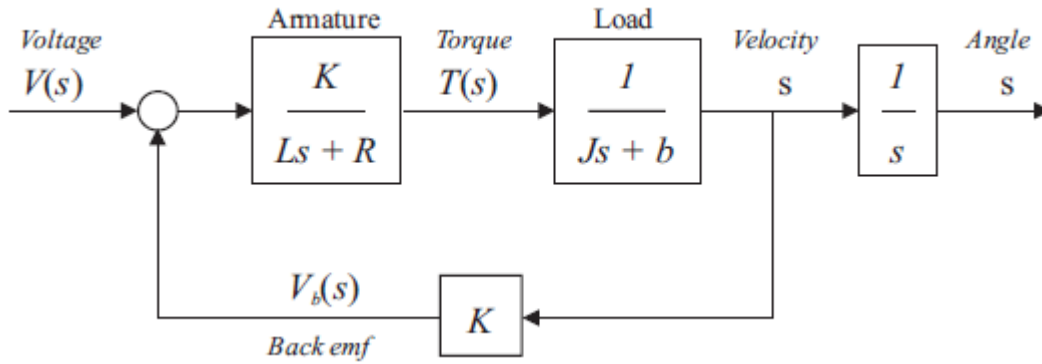 Armature
Load
Voltage
Torque
Velocity
Angle
V(s)
K
Ls + R
T(s)
1
Js + b
s
1
s
s
V_b(s)
K
Back emf